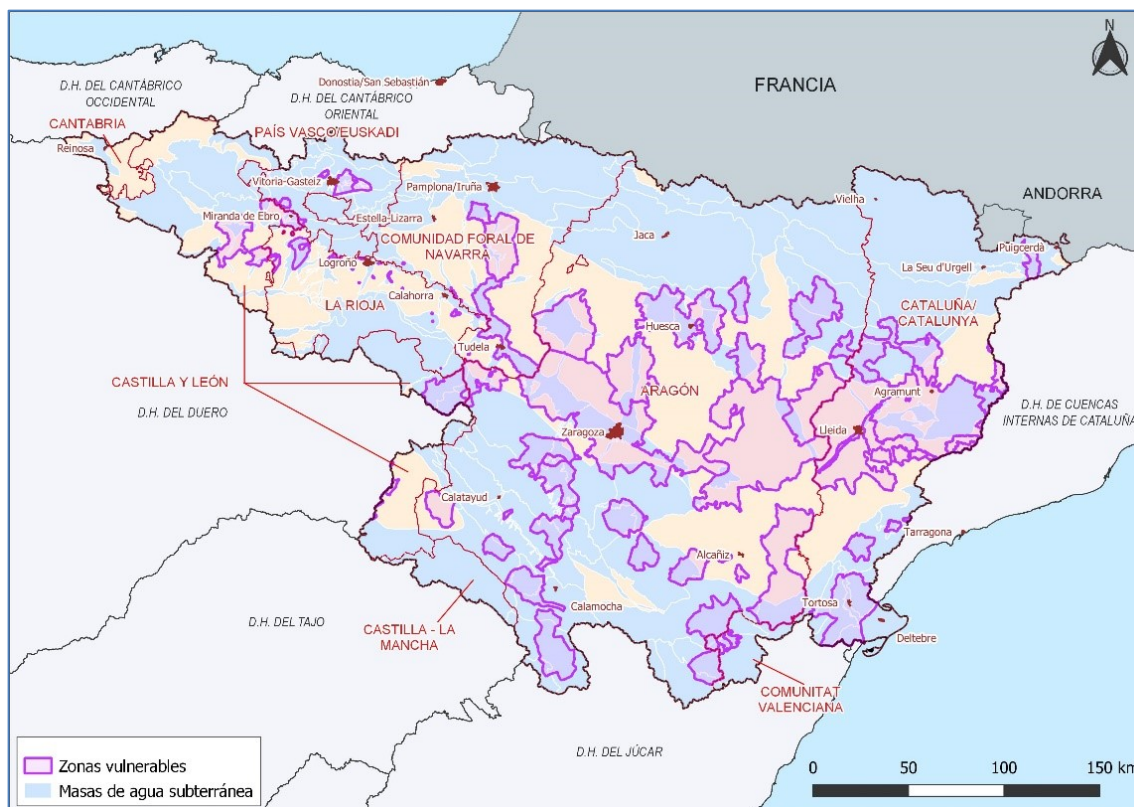 N
FRANCIA
Donostia/San Sebastián
D.H. DEL CANTÁBRICO
OCCIDENTAL
D.H. DEL CANTÁBRICO
ORIENTAL
CANTABRIA
PAÍS VASCO/EUSKADI
Reinosa
Vitoria-Gasteiz
Pamplona/Iruña
ANDORRA
Vielha
Miranda de Ebro
Estella-Lizarra
COMUNIDAD FORAL DE
NAVARRA
Jaca
Puigcerdà
La Seu d'Urgell
Logroño
LA RIOJA
Calahorra
CATALUÑA/
CATALUNYA
Huesca
Tudela
CASTILLA Y LEÓN
D.H. DEL DUERO
ARAGÓN
Agramunt
D.H. DE CUENCAS
INTERNAS DE CATALUÑA
Zaragoza
Lleida
Calatayud
Tarragona
Alcañiz
Calamocha
Tortosa
Deltebre
D.H. DEL TAJO
CASTILLA - LA
MANCHA
COMUNITAT
VALENCIANA
D.H. DEL JÚCAR
Zonas vulnerables
Masas de agua subterránea
0 50 100 150 km